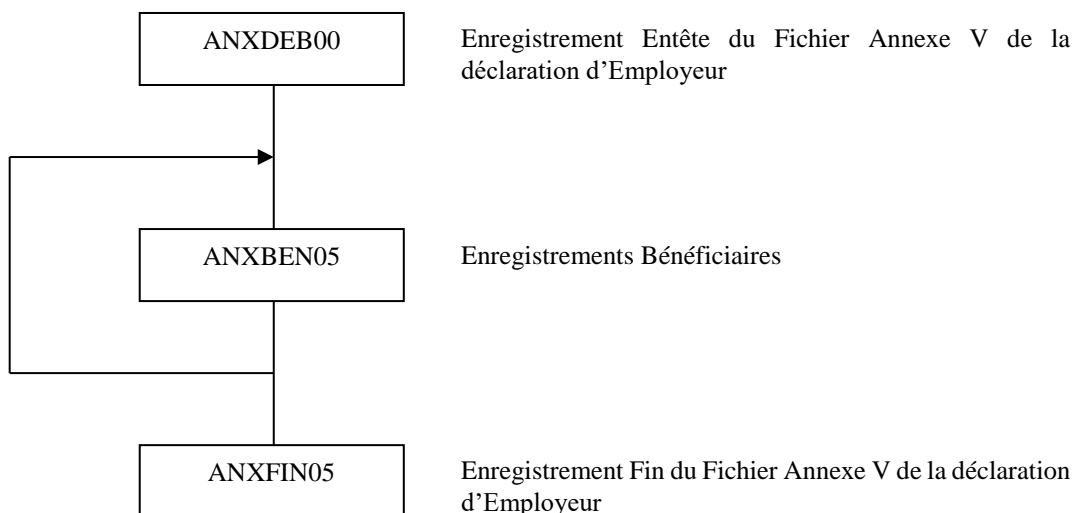 ANXDEB00
Enregistrement Entête du Fichier Annexe V de la
déclaration d’Employeur
ANXBEN05
Enregistrements Bénéficiaires
ANXFIN05
Enregistrement Fin du Fichier Annexe V de la déclaration
d’Employeur